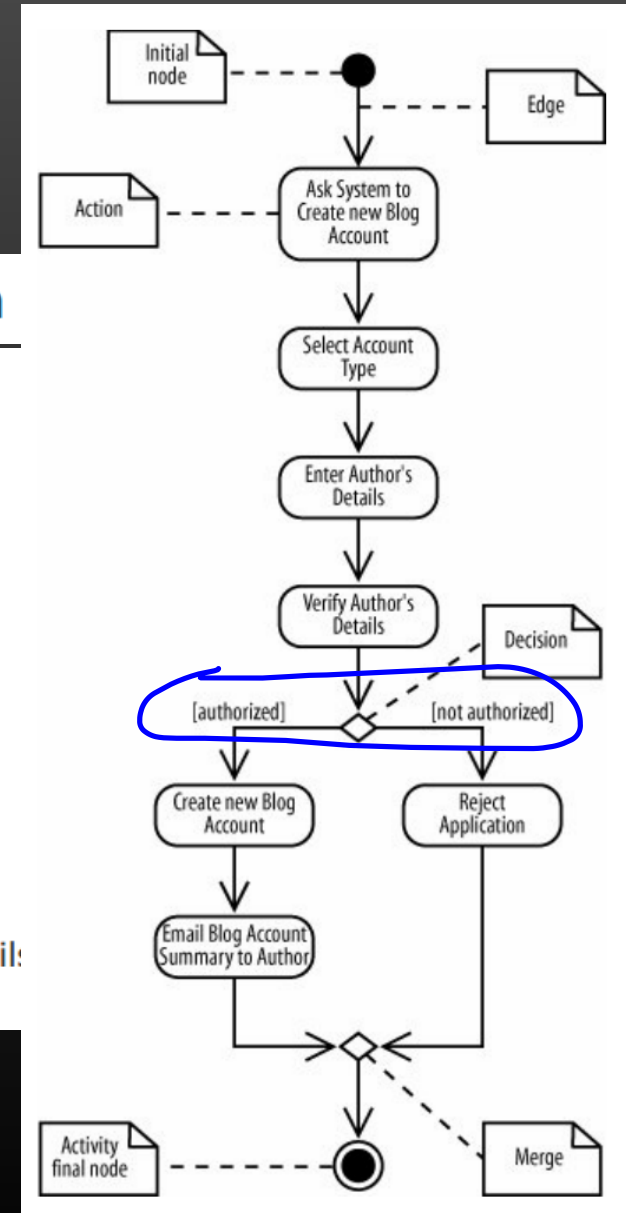 Initial
node
Edge
Action
Ask System to
Create new Blog
Account
Select Account
Type
Enter Author's
Details
Verify Author's
Details
Decision
[authorized]
[not authorized]
Create new Blog
Account
Reject
Application
Email Blog Account
Summary to Author
Activity
final node
Merge